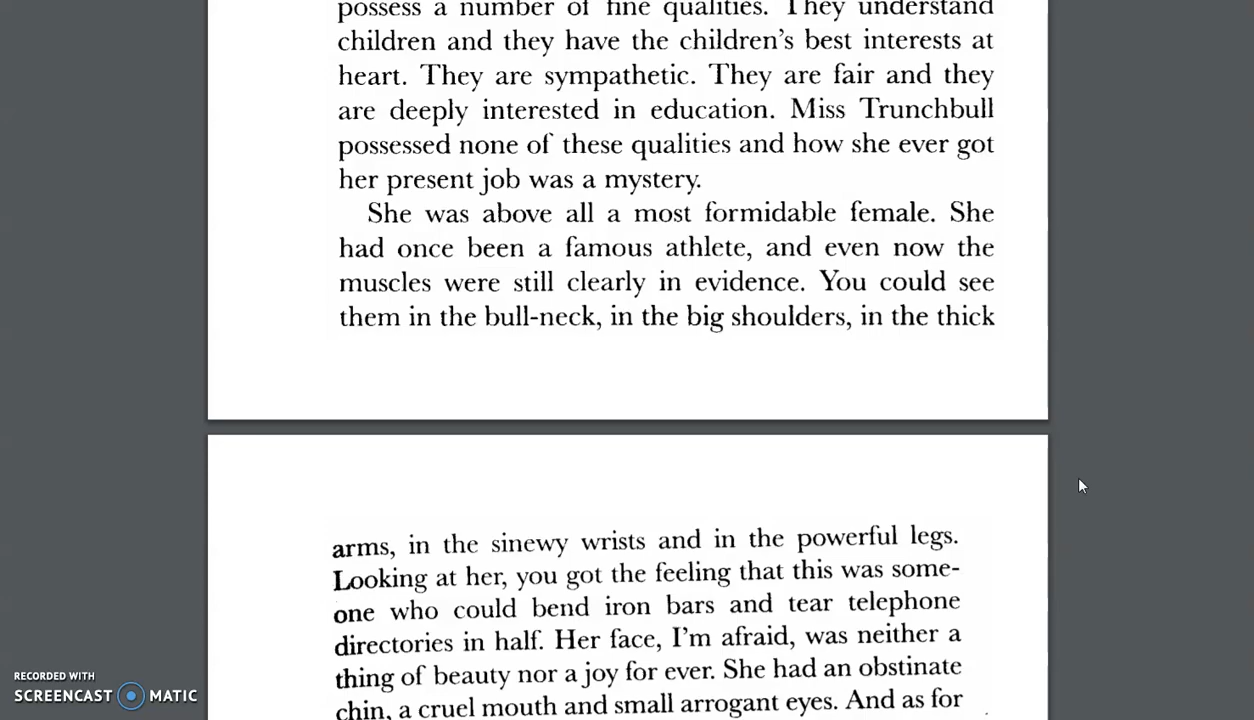 possess a number of fine qualities. They understand
children and they have the children's best interests at
heart. They are sympathetic. They are fair and they
are deeply interested in education. Miss Trunchbull
possessed none of these qualities and how she ever got
her present job was a mystery.
She was above all a most formidable female. She
had once been a famous athlete, and even now the
muscles were still clearly in evidence. You could see
them in the bull-neck, in the big shoulders, in the thick
arms, in the sinewy wrists and in the powerful legs.
Looking at her, you got the feeling that this was some-
one who could bend iron bars and tear telephone
directories in half. Her face, I'm afraid, was neither a
thing of beauty nor a joy for ever. She had an obstinate
chin, a cruel mouth and small arrogant eyes. And as for
RECORDED WITH
SCREENCAST MATIC